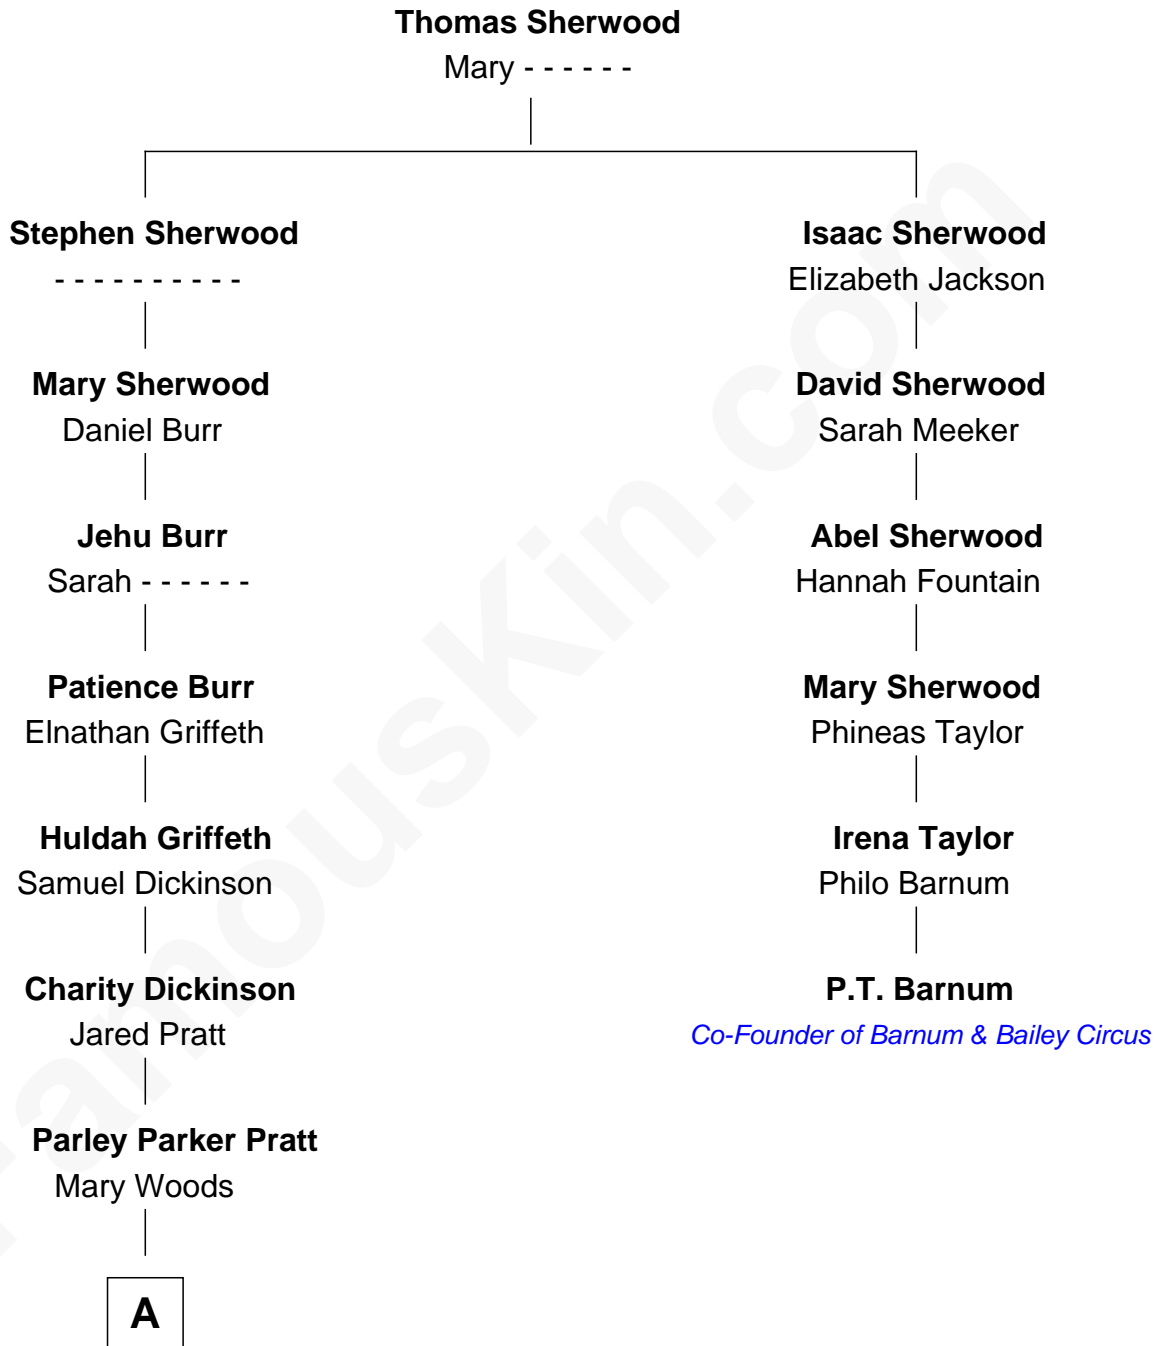 Thomas Sherwood
Mary - - - - - -
Stephen Sherwood
- - - - - - - - - -
Mary Sherwood
Daniel Burr
Jehu Burr
Sarah - - - - - -
Patience Burr
Elnathan Griffeth
Huldah Griffeth
Samuel Dickinson
Charity Dickinson
Jared Pratt
Parley Parker Pratt
Mary Woods
A
Isaac Sherwood
Elizabeth Jackson
David Sherwood
Sarah Meeker
Abel Sherwood
Hannah Fountain
Mary Sherwood
Phineas Taylor
Irena Taylor
Philo Barnum
P.T. Barnum
Co-Founder of Barnum & Bailey Circus
FamousKin.com